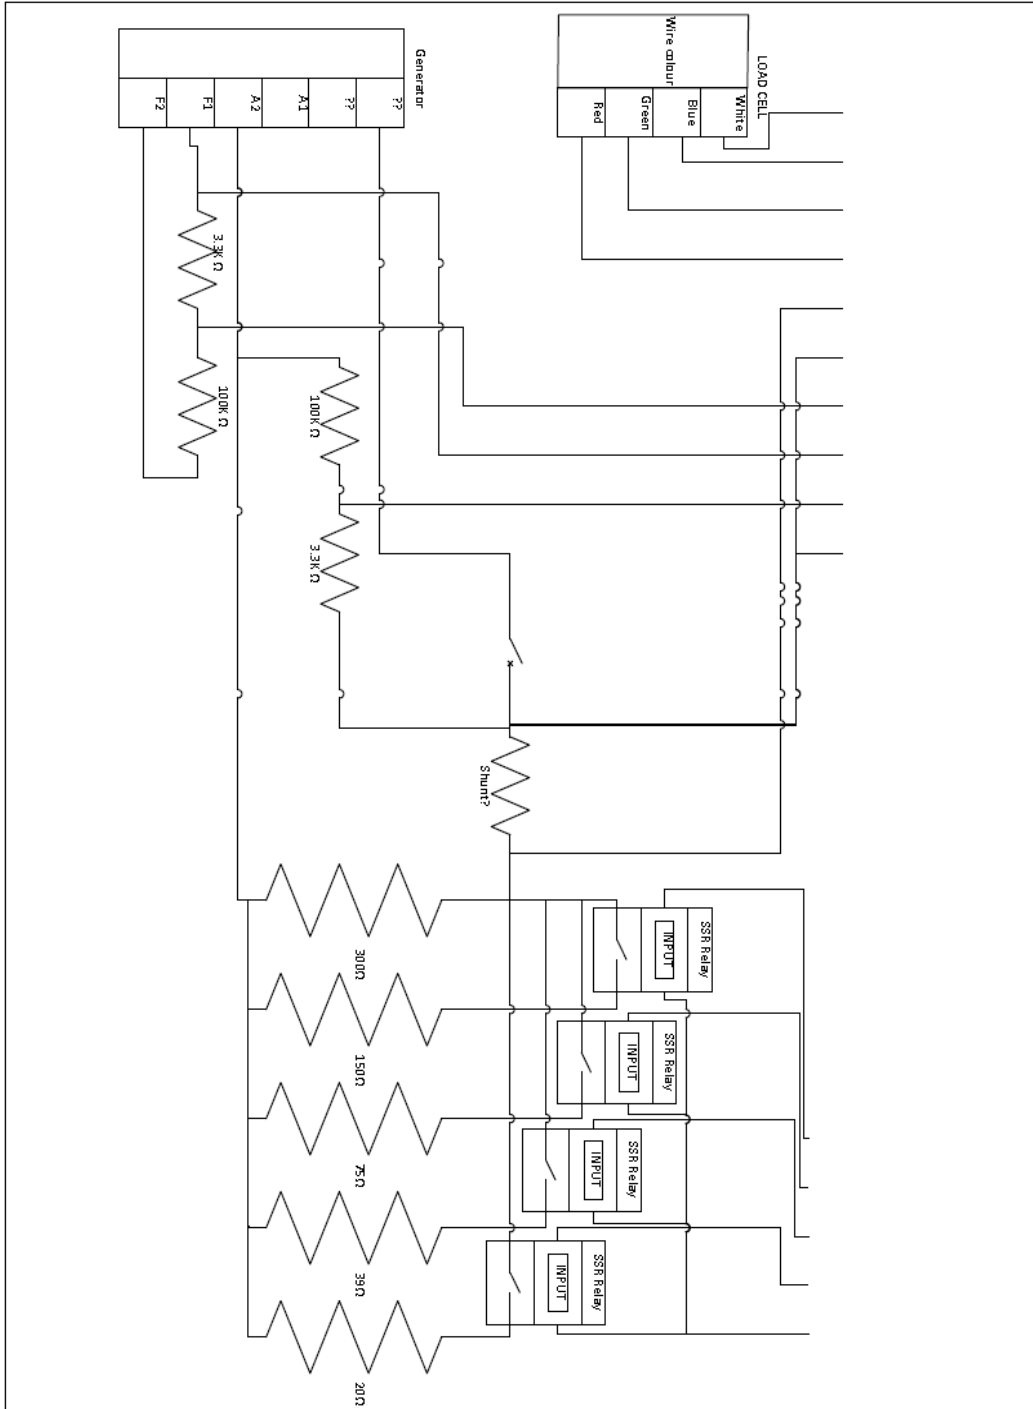 Generator
F2
F1
A2
A1
??
??
LOAD CELL
Wire colour
Red
Green
Blue
White
3.3K Ω
100K Ω
100K Ω
3.3K Ω
Shunt?
300Ω
150Ω
75Ω
39Ω
20Ω
SSR Relay
INPUT
SSR Relay
INPUT
SSR Relay
INPUT
SSR Relay
INPUT